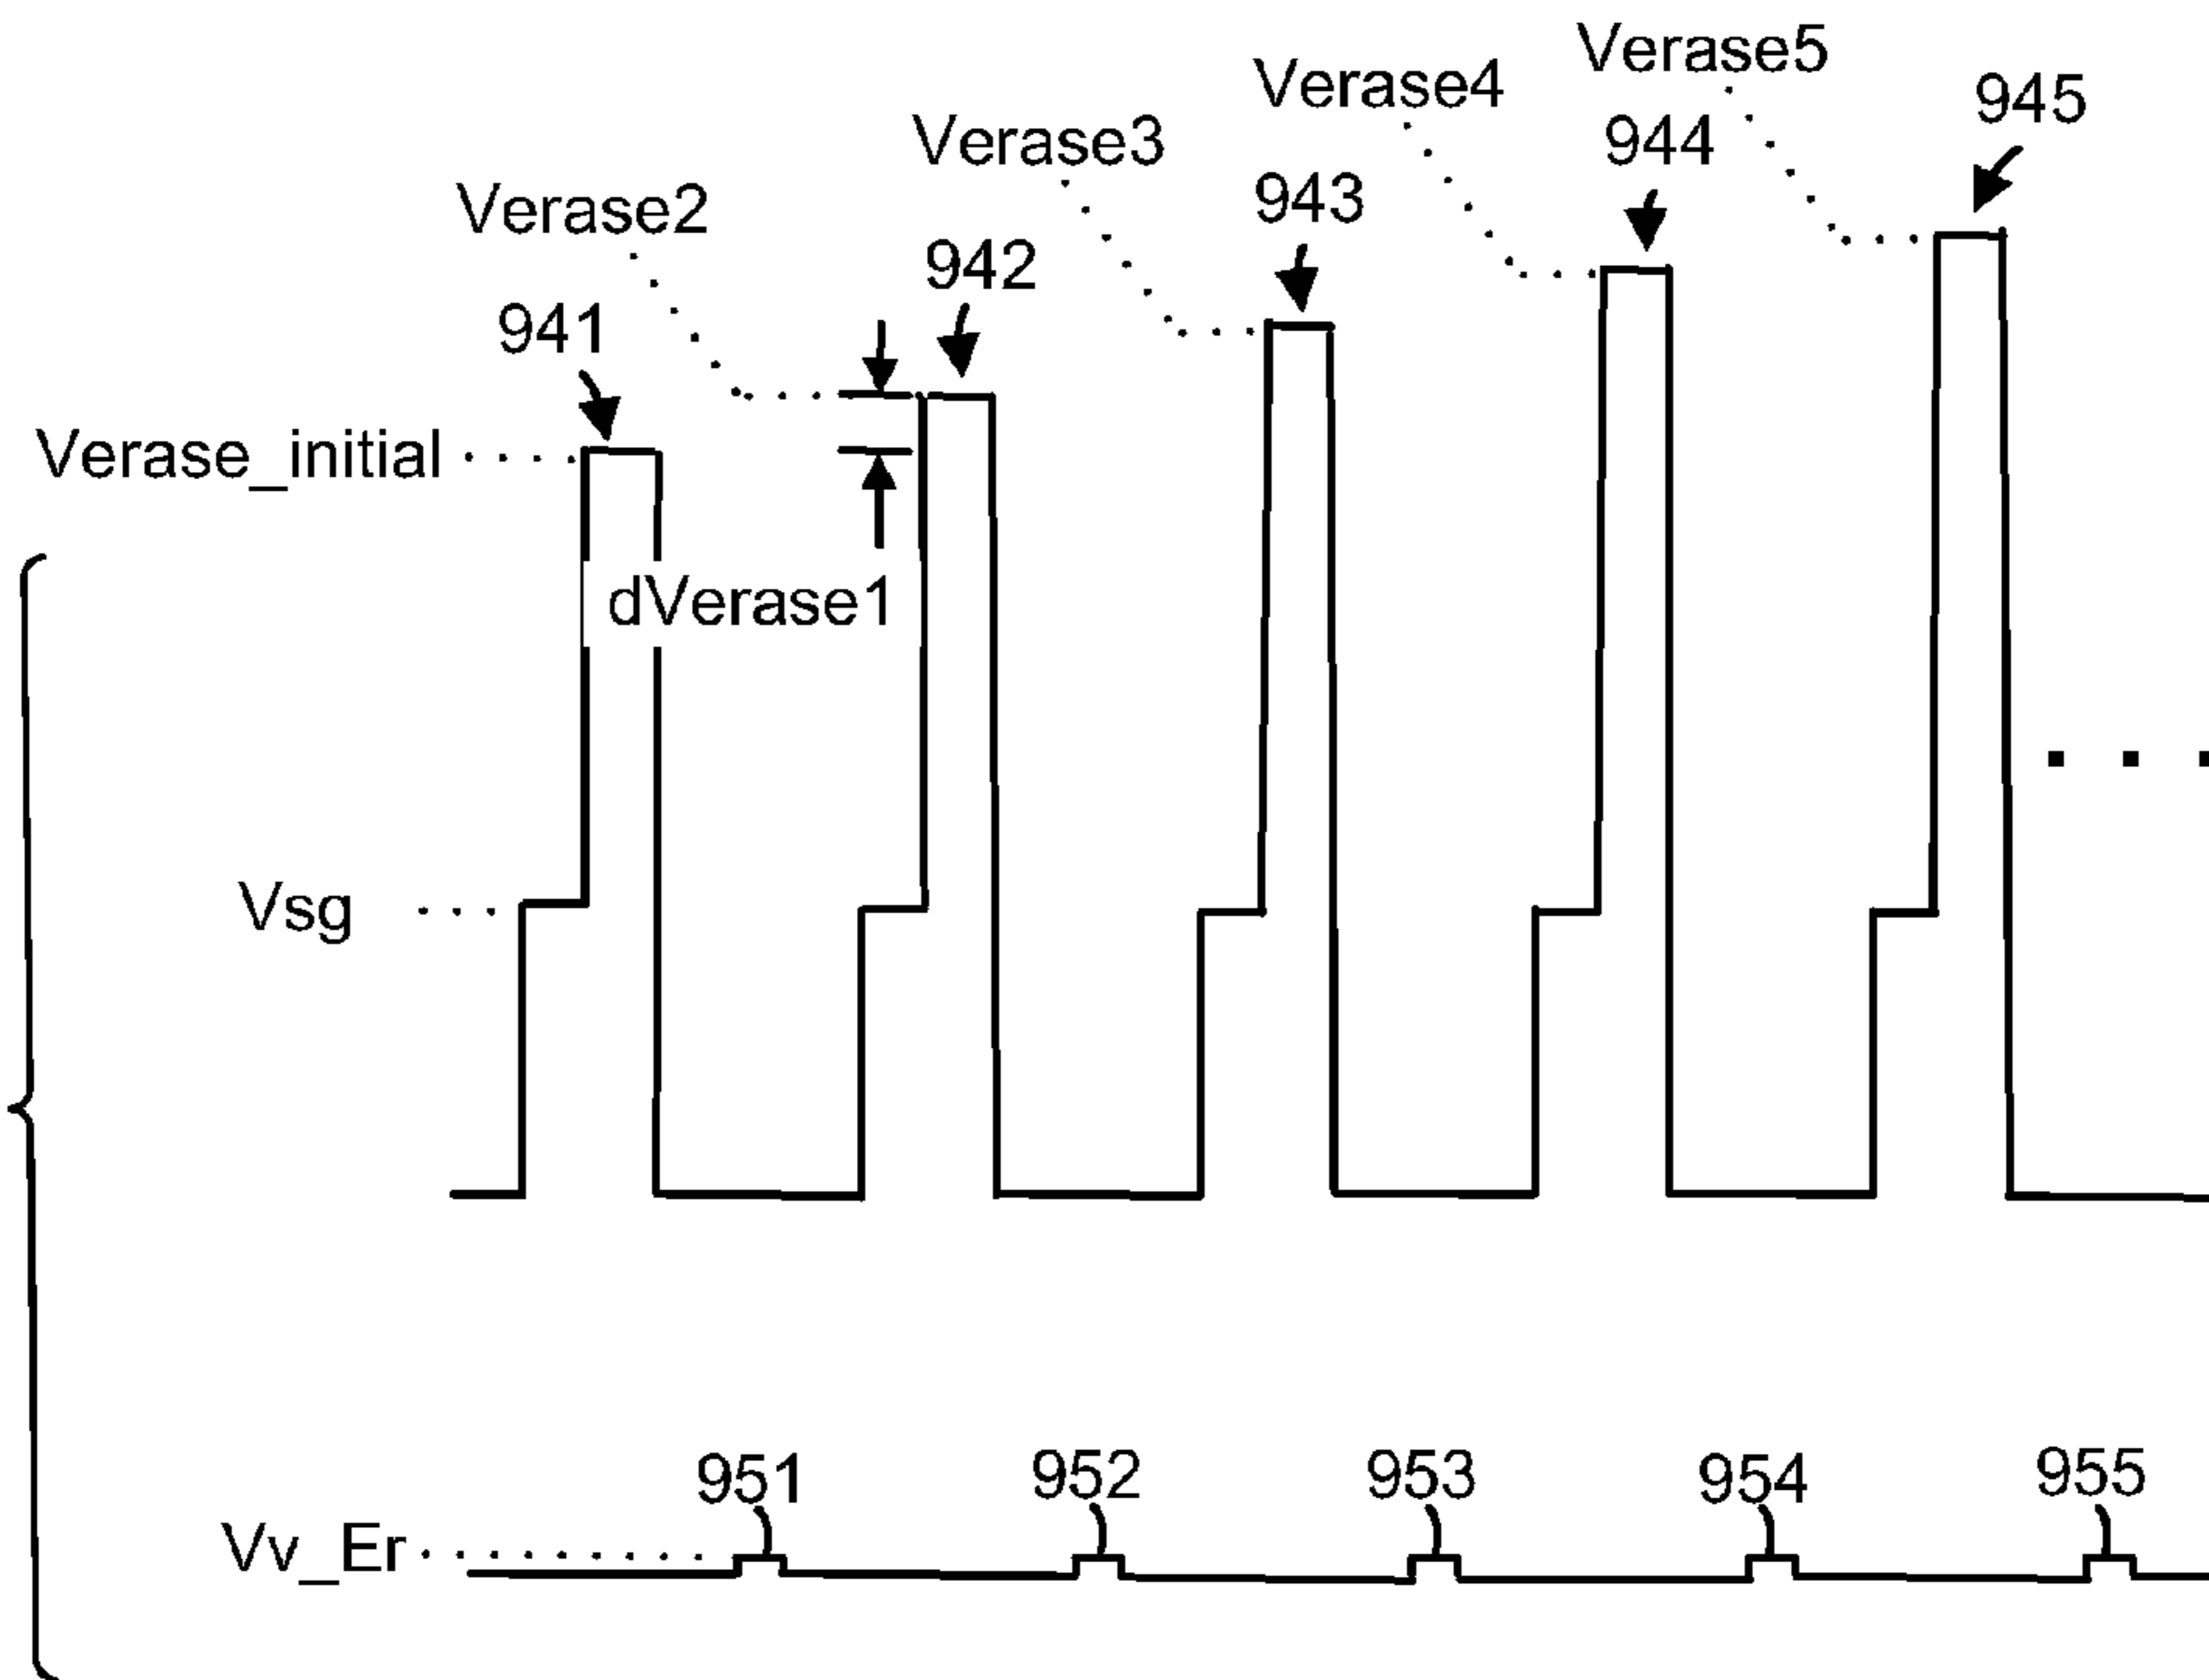 Verase5
945
Verase4
944
Verase3
943
Verase2
942
941
Verase_initial
dVerase1
Vsg
951
952
953
954
955
Vv_Er